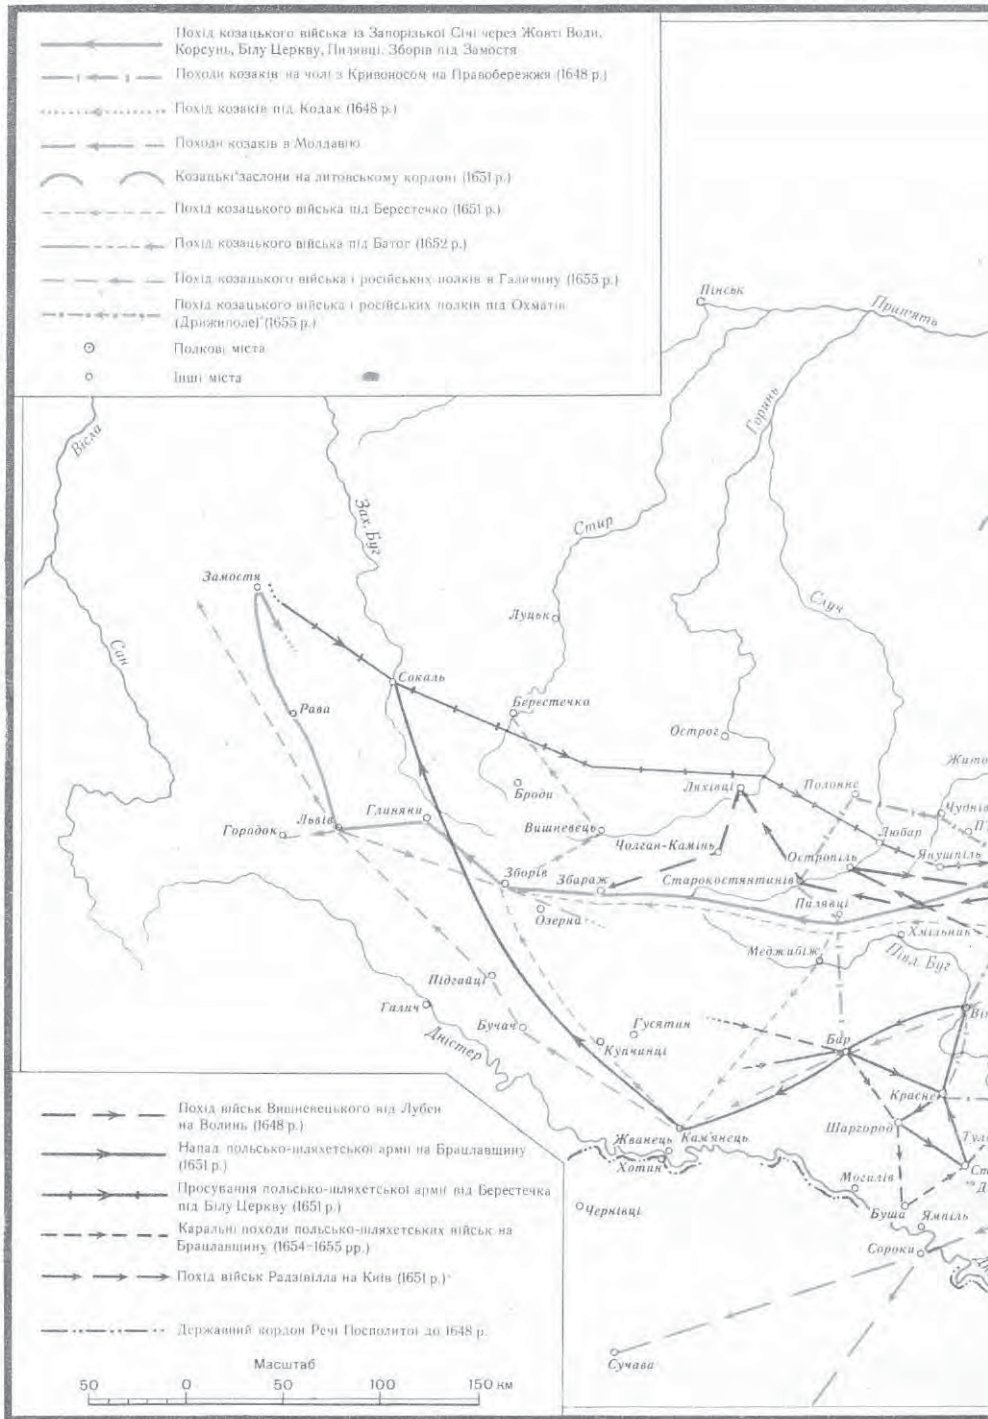 Похід козацького війська із Запорізької Січі через Жовті Води,
Корсунь, Білу Церкву, Пилявці, Зборів під Замостя
Походи козаків на чолі з Кривоносом на Правобережжя (1648 р.)
Похід козаків під Кодак (1648 р.)
Походи козаків в Молдавію
Козацькі заслони на литовському кордоні (1651 р.)
Похід козацького війська під Берестечко (1651 р.)
Похід козацького війська під Батог (1652 р.)
Похід козацького війська і російських полків в Галичину (1655 р.)
Похід козацького війська і російських полків під Охматів
(Дрижиполе) (1655 р.)
Полкові міста
Інші міста
Пінськ
Прип'ять
Вісла
Горинь
Зах. Буг
Стир
Замостя
Случ
Луцьк
Сан
Сокаль
Берестечко
Рава
Острог
Жито
Броди
Ляхівці
Полонне
Чуднів
Глиняни
Львів
Городок
Вишневець
Чолган-Камінь
Любар
П'
Янушпіль
Остропіль
Зборів
Збараж
Старокостянтинів
Пилявці
Озерна
Хмільник
Меджибіж
Півд. Буг
Підгайці
Галич
Бучач
Гусятин
Він
Дністер
Купчинці
Бар
Красне
Шаргород
Тул
Жванець
Кам'янець
Хотин
Ст
Могилів
Чернівці
Буша
Ямпіль
Сороки
Сучава
Похід військ Вишневецького від Лубен
на Волинь (1648 р.)
Напад польсько-шляхетської армії на Брацлавщину
(1651 р.)
Просування польсько-шляхетської армії від Берестечка
під Білу Церкву (1651 р.)
Каральні походи польсько-шляхетських військ на
Брацлавщину (1654-1655 рр.)
Похід військ Радзівілла на Київ (1651 р.)
Державний кордон Речі Посполитої до 1648 р.
Масштаб
50 0 50 100 150 км